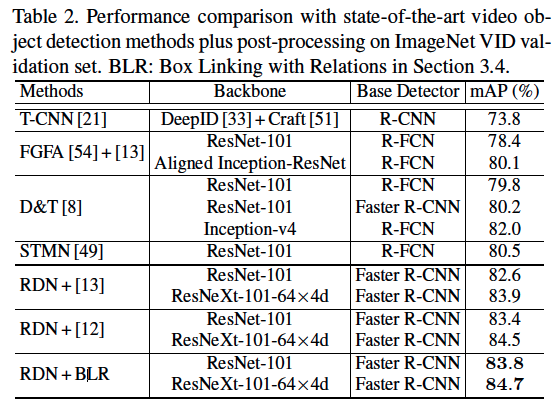 Table 2. Performance comparison with state-of-the-art video ob-
ject detection methods plus post-processing on ImageNet VID val-
idation set. BLR: Box Linking with Relations in Section 3.4.
Methods Backbone Base Detector mAP (%)
T-CNN [21] DeepID [33] + Craft [51] R-CNN 73.8
FGFA [54] + [13] ResNet-101 R-FCN 78.4
Aligned Inception-ResNet R-FCN 80.1
D&T [8] ResNet-101 R-FCN 79.8
ResNet-101 Faster R-CNN 80.2
Inception-v4 R-FCN 82.0
STMN [49] ResNet-101 R-FCN 80.5
RDN + [13] ResNet-101 Faster R-CNN 82.6
ResNeXt-101-64×4d Faster R-CNN 83.9
RDN + [12] ResNet-101 Faster R-CNN 83.4
ResNeXt-101-64×4d Faster R-CNN 84.5
RDN + BLR ResNet-101 Faster R-CNN 83.8
ResNeXt-101-64×4d Faster R-CNN 84.7